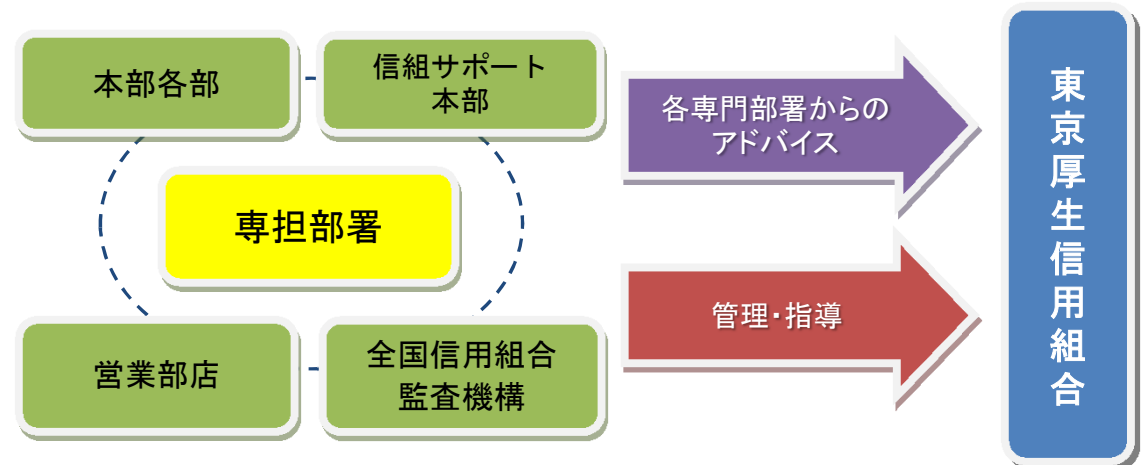 本部各部
信組サポート
本部
専担部署
営業部店
全国信用組合
監査機構
各専門部署からの
アドバイス
管理・指導
東京厚生信用組合